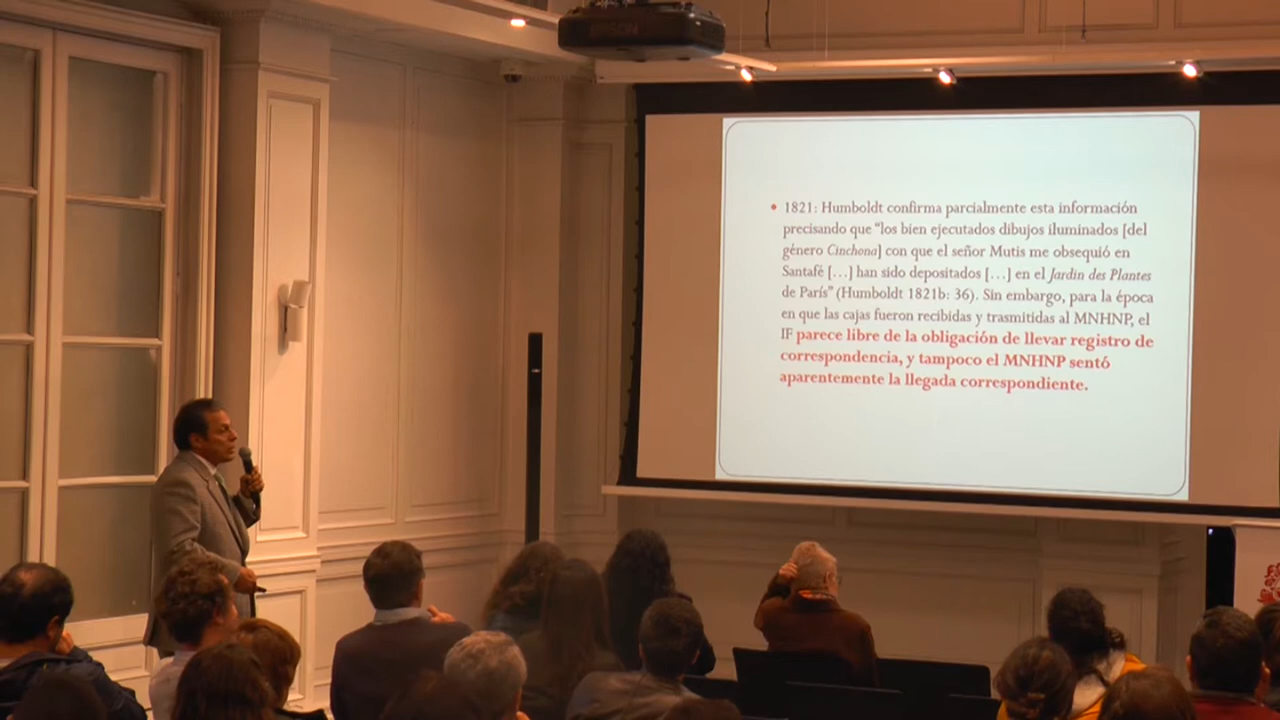 EPSON
• 1821: Humboldt confirma parcialmente esta información
precisando que “los bien ejecutados dibujos iluminados [del
género Cinchona] con que el señor Mutis me obsequió en
Santafé [...] han sido depositados [...] en el Jardin des Plantes
de París” (Humboldt 1821b: 36). Sin embargo, para la época
en que las cajas fueron recibidas y trasmitidas al MNHNP, el
IF parece libre de la obligación de llevar registro de
correspondencia, y tampoco el MNHNP sentó
aparentemente la llegada correspondiente.